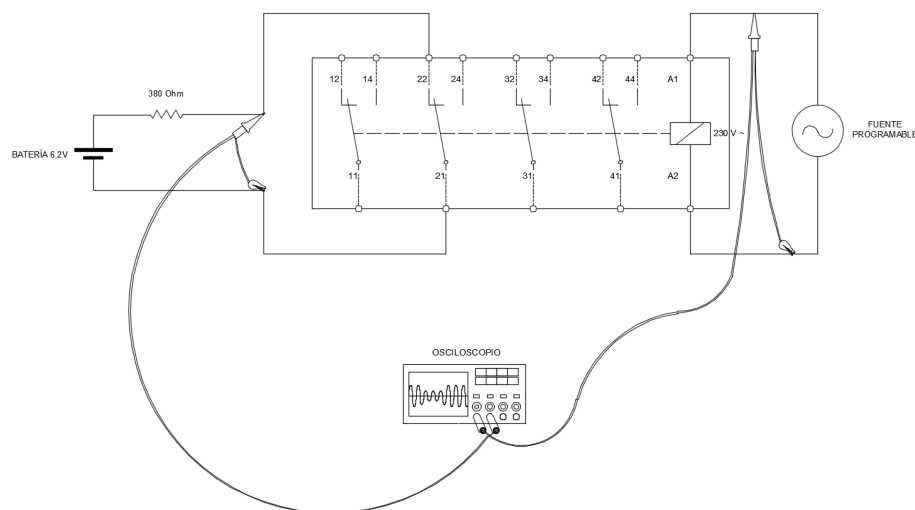 12
14
22
24
32
34
42
44
A1
380 Ohm
BATERÍA 6.2V
230 V ~
FUENTE
PROGRAMABLE
11
21
31
41
A2
OSCILOSCOPIO